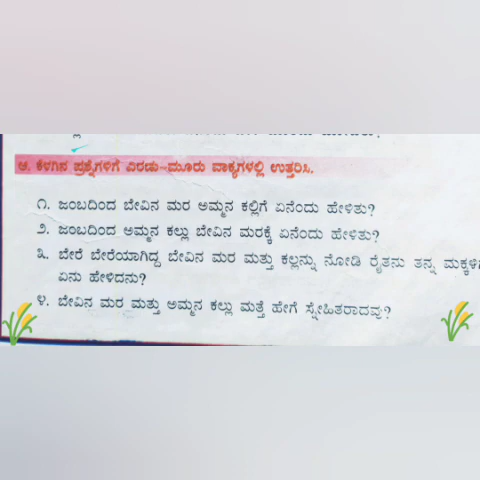 ಆ. ಕೆಳಗಿನ ಪ್ರಶ್ನೆಗಳಿಗೆ ಎರಡು-ಮೂರು ವಾಕ್ಯಗಳಲ್ಲಿ ಉತ್ತರಿಸಿ.
೧. ಜಂಬದಿಂದ ಬೇವಿನ ಮರ ಅಮ್ಮನ ಕಲ್ಲಿಗೆ ಏನೆಂದು ಹೇಳಿತು?
೨. ಜಂಬದಿಂದ ಅಮ್ಮನ ಕಲ್ಲು ಬೇವಿನ ಮರಕ್ಕೆ ಏನೆಂದು ಹೇಳಿತು?
೩. ಬೇರೆ ಬೇರೆಯಾಗಿದ್ದ ಬೇವಿನ ಮರ ಮತ್ತು ಕಲ್ಲನ್ನು ನೋಡಿ ರೈತನು ತನ್ನ
ಏನು ಹೇಳಿದನು?
೪. ಬೇವಿನ ಮರ ಮತ್ತು ಅಮ್ಮನ ಕಲ್ಲು ಮತ್ತೆ ಹೇಗೆ ಸ್ನೇಹಿತರಾದವು?